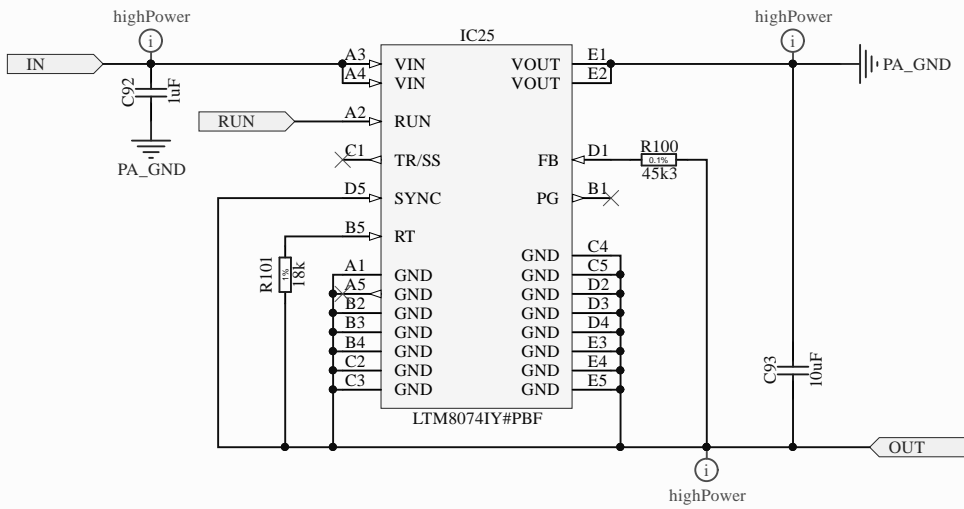 highPower
i
highPower
i
IC25
IN
C92
1uF
PA_GND
RUN
A3
VIN
A4
VIN
A2
RUN
C1
TR/SS
D5
SYNC
B5
RT
R101
1%
18k
A1
GND
A5
GND
B2
GND
B3
GND
B4
GND
C2
GND
C3
GND
VOUT
E1
VOUT
E2
PA_GND
FB
D1
R100
0.1%
45k3
PG
B1
GND
C4
GND
C5
GND
D2
GND
D3
GND
D4
GND
E3
GND
E4
GND
E5
C93
10uF
LTM8074IY#PBF
OUT
i
highPower